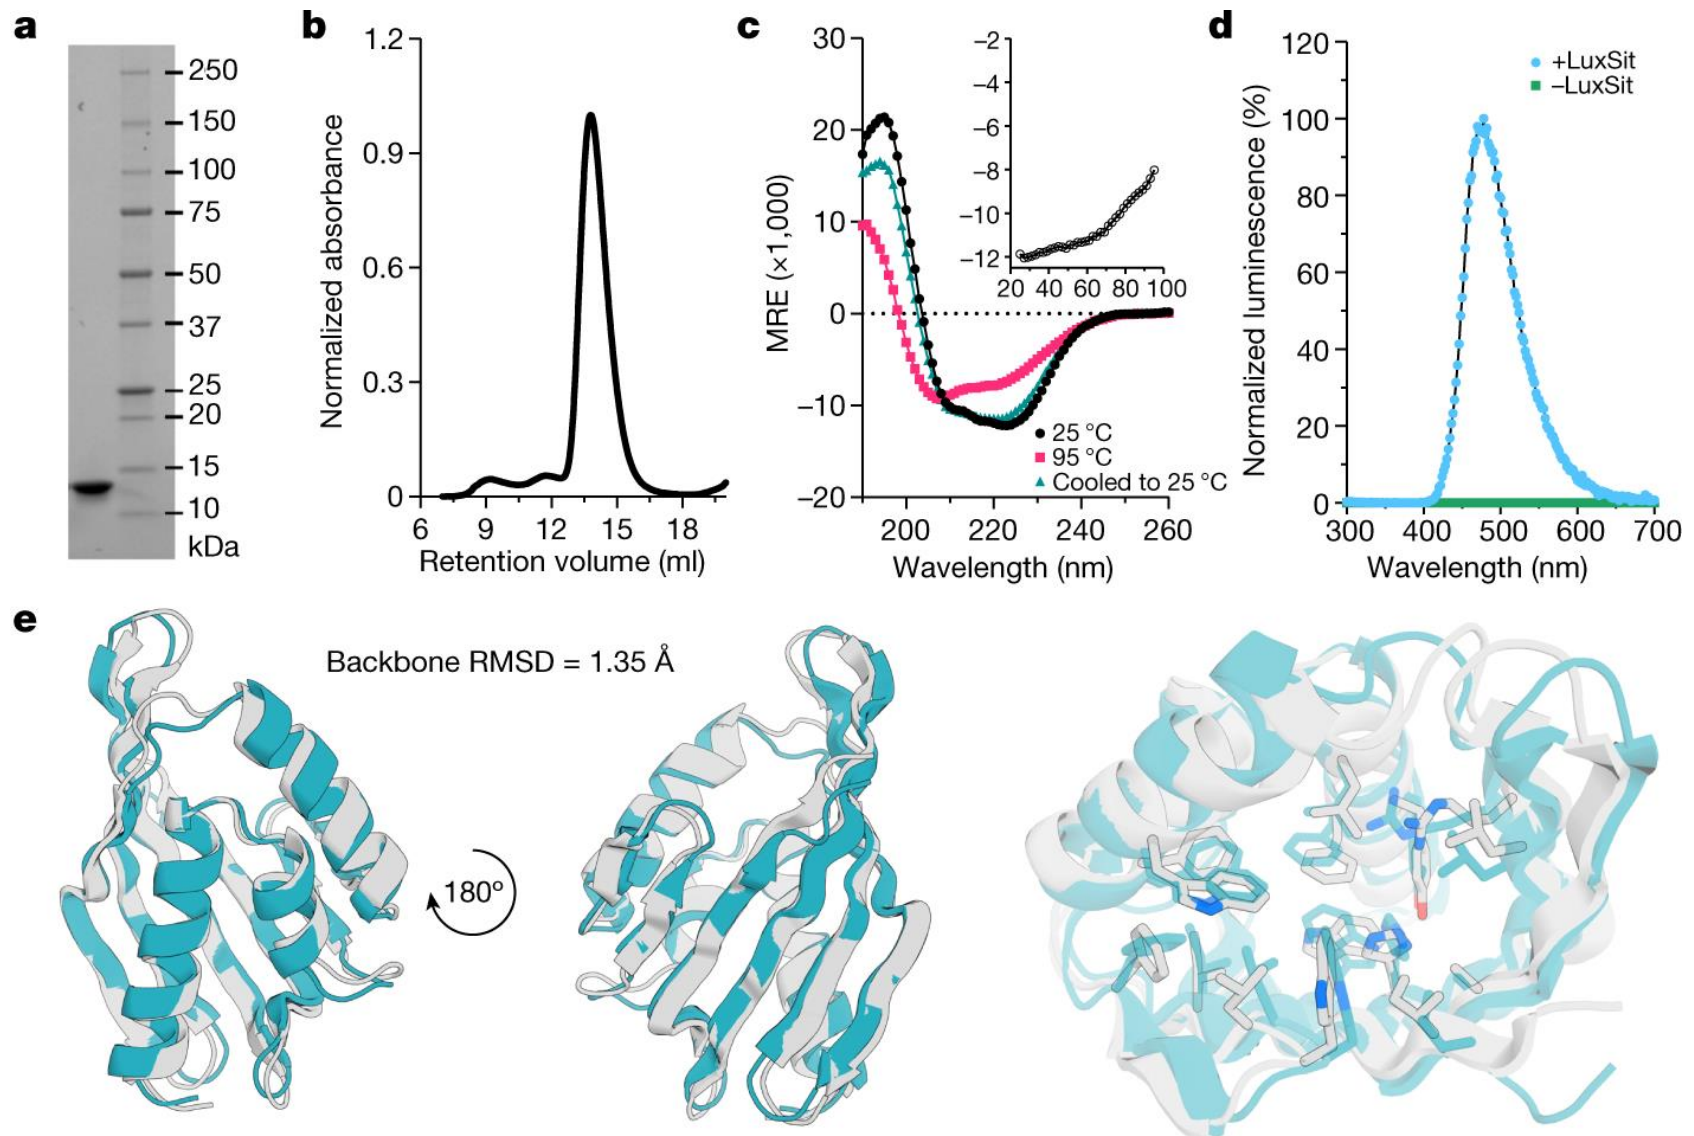 a
250
150
100
75
50
37
25
20
15
10
kDa
b
1.2
0.9
0.6
0.3
0
6 9 12 15 18
Normalized absorbance
Retention volume (ml)
c
30
20
10
0
−10
−20
200 220 240 260
MRE (×1,000)
Wavelength (nm)
−2
−4
−6
−8
−10
−12
20 40 60 80 100
25 °C
95 °C
Cooled to 25 °C
d
120
100
80
60
40
20
0
300 400 500 600 700
Normalized luminescence (%)
Wavelength (nm)
+LuxSit
−LuxSit
e
Backbone RMSD = 1.35 Å
180º